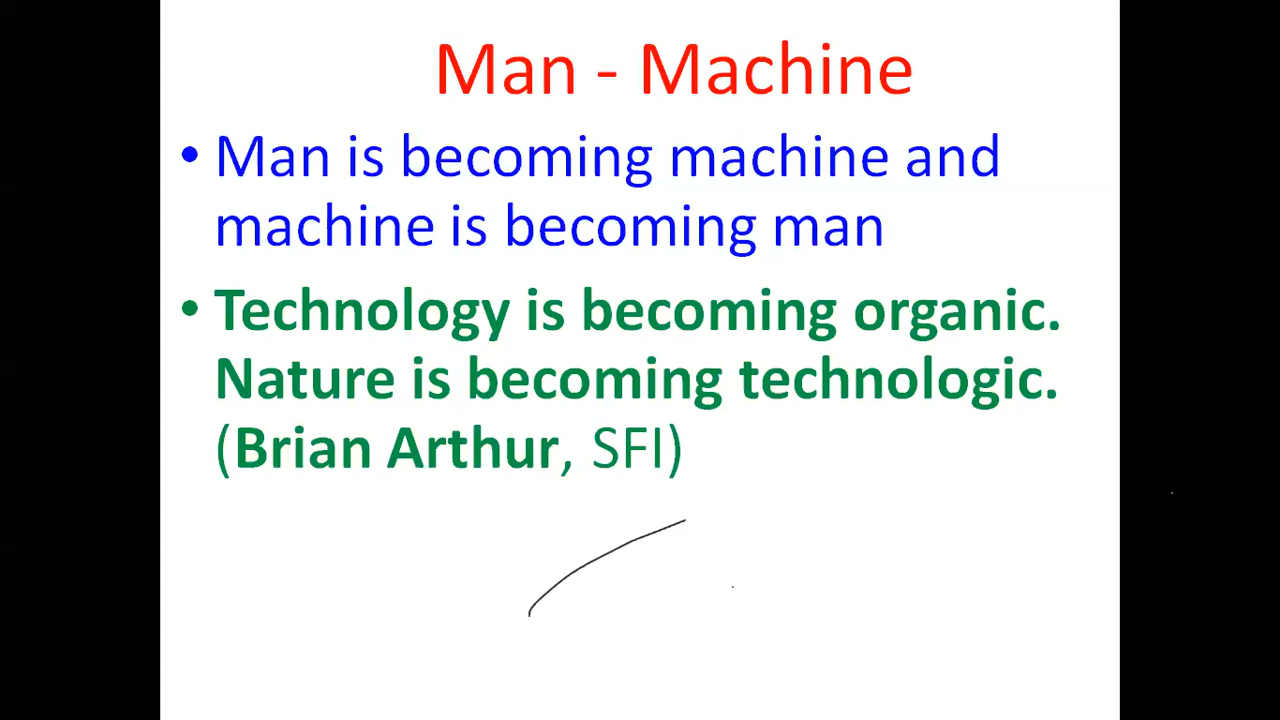 Man - Machine
• Man is becoming machine and
machine is becoming man
• Technology is becoming organic.
Nature is becoming technologic.
(Brian Arthur, SFI)